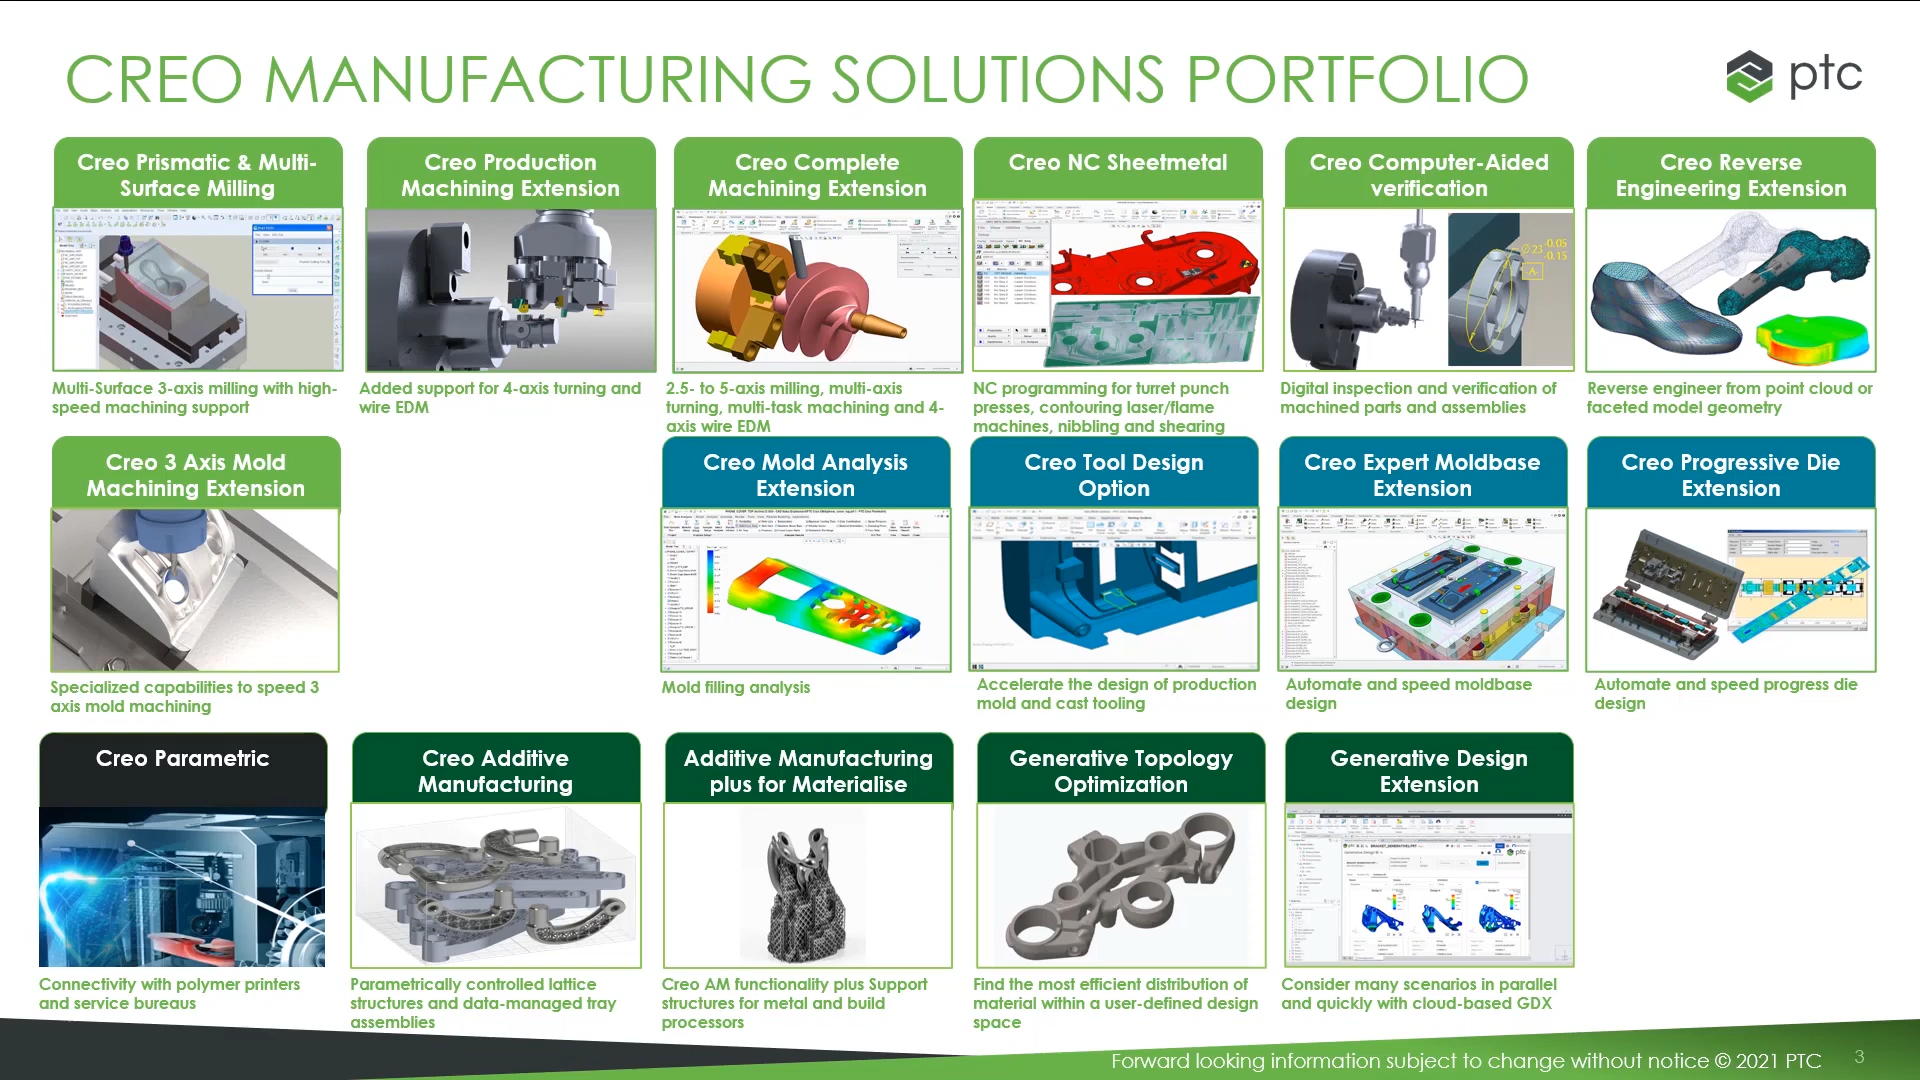 CREO MANUFACTURING SOLUTIONS PORTFOLIO
ptc
Creo Prismatic & Multi-
Surface Milling
Multi-Surface 3-axis milling with high-
speed machining support
Creo Production
Machining Extension
Added support for 4-axis turning and
wire EDM
Creo Complete
Machining Extension
2.5- to 5-axis milling, multi-axis
turning, multi-task machining and 4-
axis wire EDM
Creo NC Sheetmetal
NC programming for turret punch
presses, contouring laser/flame
machines, nibbling and shearing
Creo Computer-Aided
verification
Digital inspection and verification of
machined parts and assemblies
Creo Reverse
Engineering Extension
Reverse engineer from point cloud or
faceted model geometry
Creo 3 Axis Mold
Machining Extension
Specialized capabilities to speed 3
axis mold machining
Creo Mold Analysis
Extension
Mold filling analysis
Creo Tool Design
Option
Accelerate the design of production
mold and cast tooling
Creo Expert Moldbase
Extension
Automate and speed moldbase
design
Creo Progressive Die
Extension
Automate and speed progress die
design
Creo Parametric
Connectivity with polymer printers
and service bureaus
Creo Additive
Manufacturing
Parametrically controlled lattice
structures and data-managed tray
assemblies
Additive Manufacturing
plus for Materialise
Creo AM functionality plus Support
structures for metal and build
processors
Generative Topology
Optimization
Find the most efficient distribution of
material within a user-defined design
space
Generative Design
Extension
Consider many scenarios in parallel
and quickly with cloud-based GDX
Forward looking information subject to change without notice © 2021 PTC
3